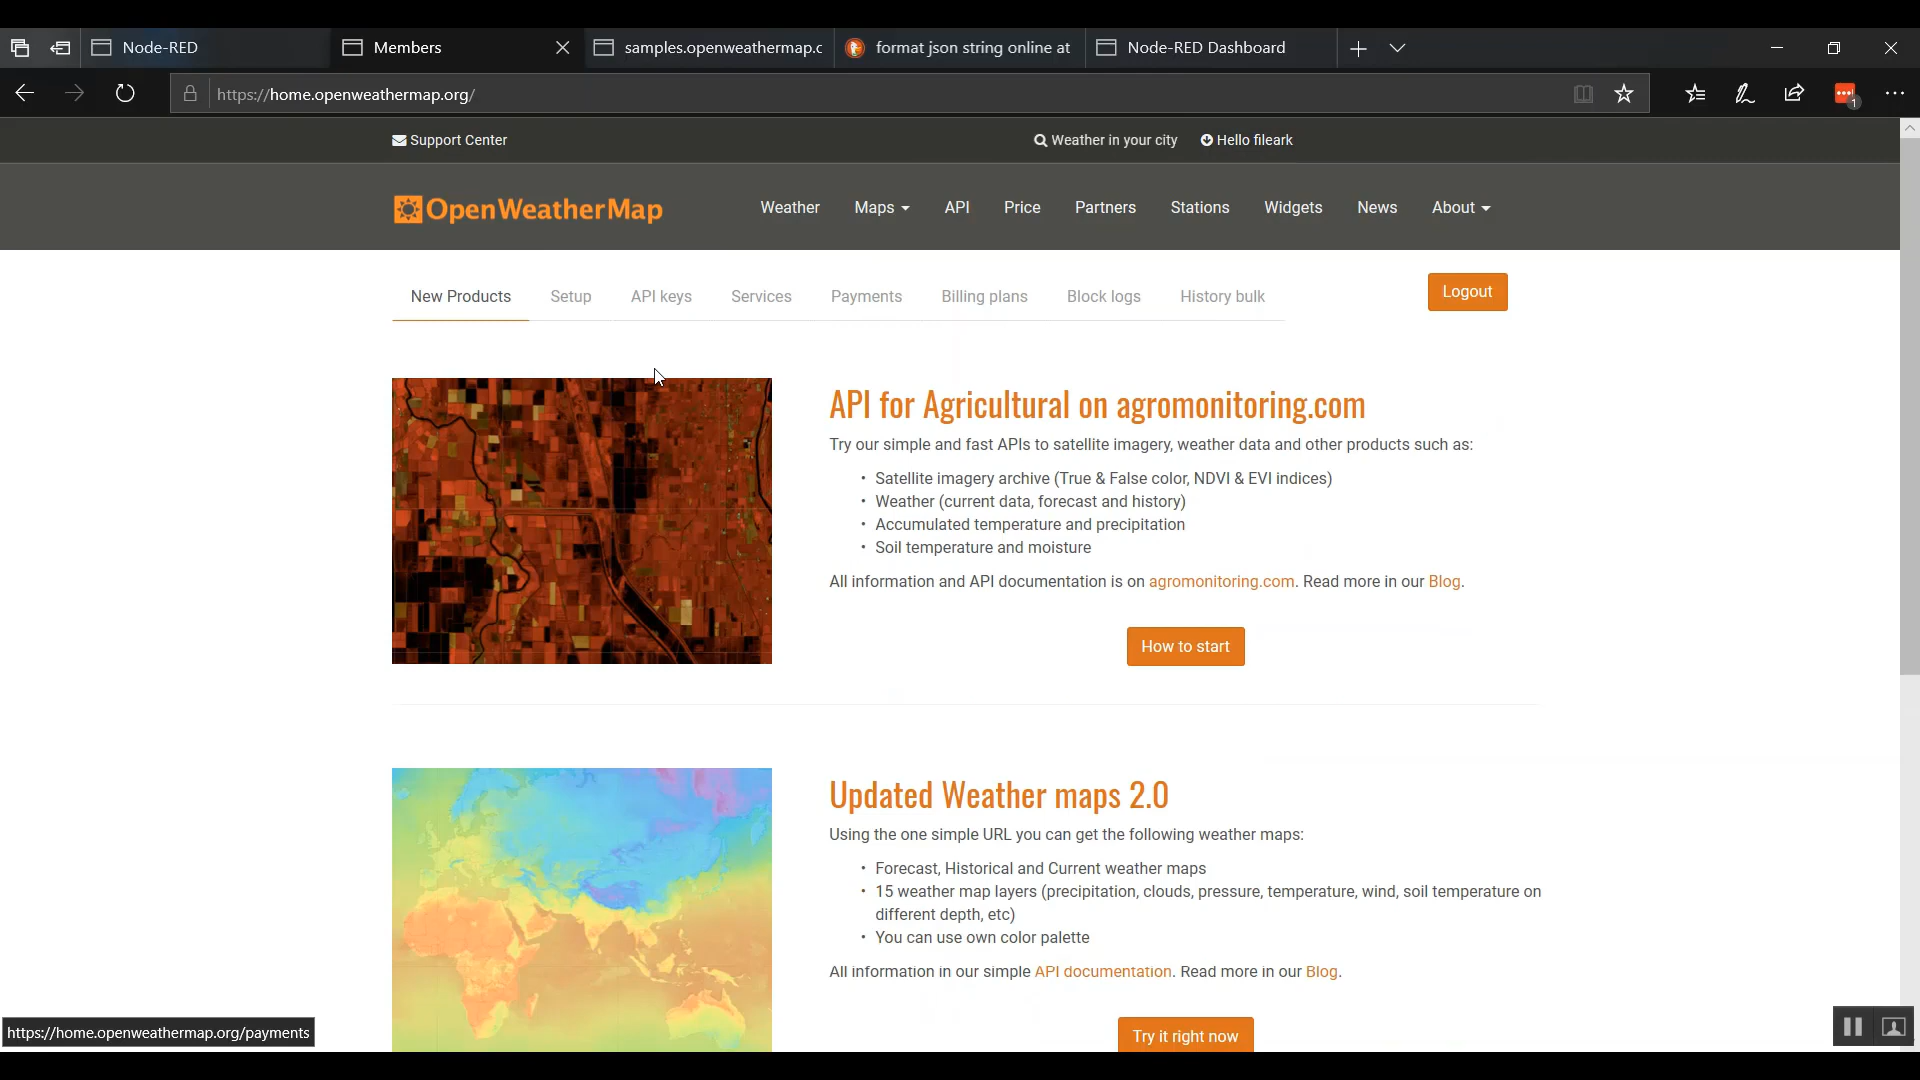 Node-RED
Members
samples.openweathermap.c
format json string online at
Node-RED Dashboard
https://home.openweathermap.org/
1
Support Center
Weather in your city
Hello fileark
OpenWeatherMap
Weather
Maps
API
Price
Partners
Stations
Widgets
News
About
New Products
Setup
API keys
Services
Payments
Billing plans
Block logs
History bulk
Logout
API for Agricultural on agromonitoring.com
Try our simple and fast APIs to satellite imagery, weather data and other products such as:
• Satellite imagery archive (True & False color, NDVI & EVI indices)
• Weather (current data, forecast and history)
• Accumulated temperature and precipitation
• Soil temperature and moisture
All information and API documentation is on agromonitoring.com. Read more in our Blog.
How to start
Updated Weather maps 2.0
Using the one simple URL you can get the following weather maps:
• Forecast, Historical and Current weather maps
• 15 weather map layers (precipitation, clouds, pressure, temperature, wind, soil temperature on
different depth, etc)
• You can use own color palette
All information in our simple API documentation. Read more in our Blog.
Try it right now
https://home.openweathermap.org/payments